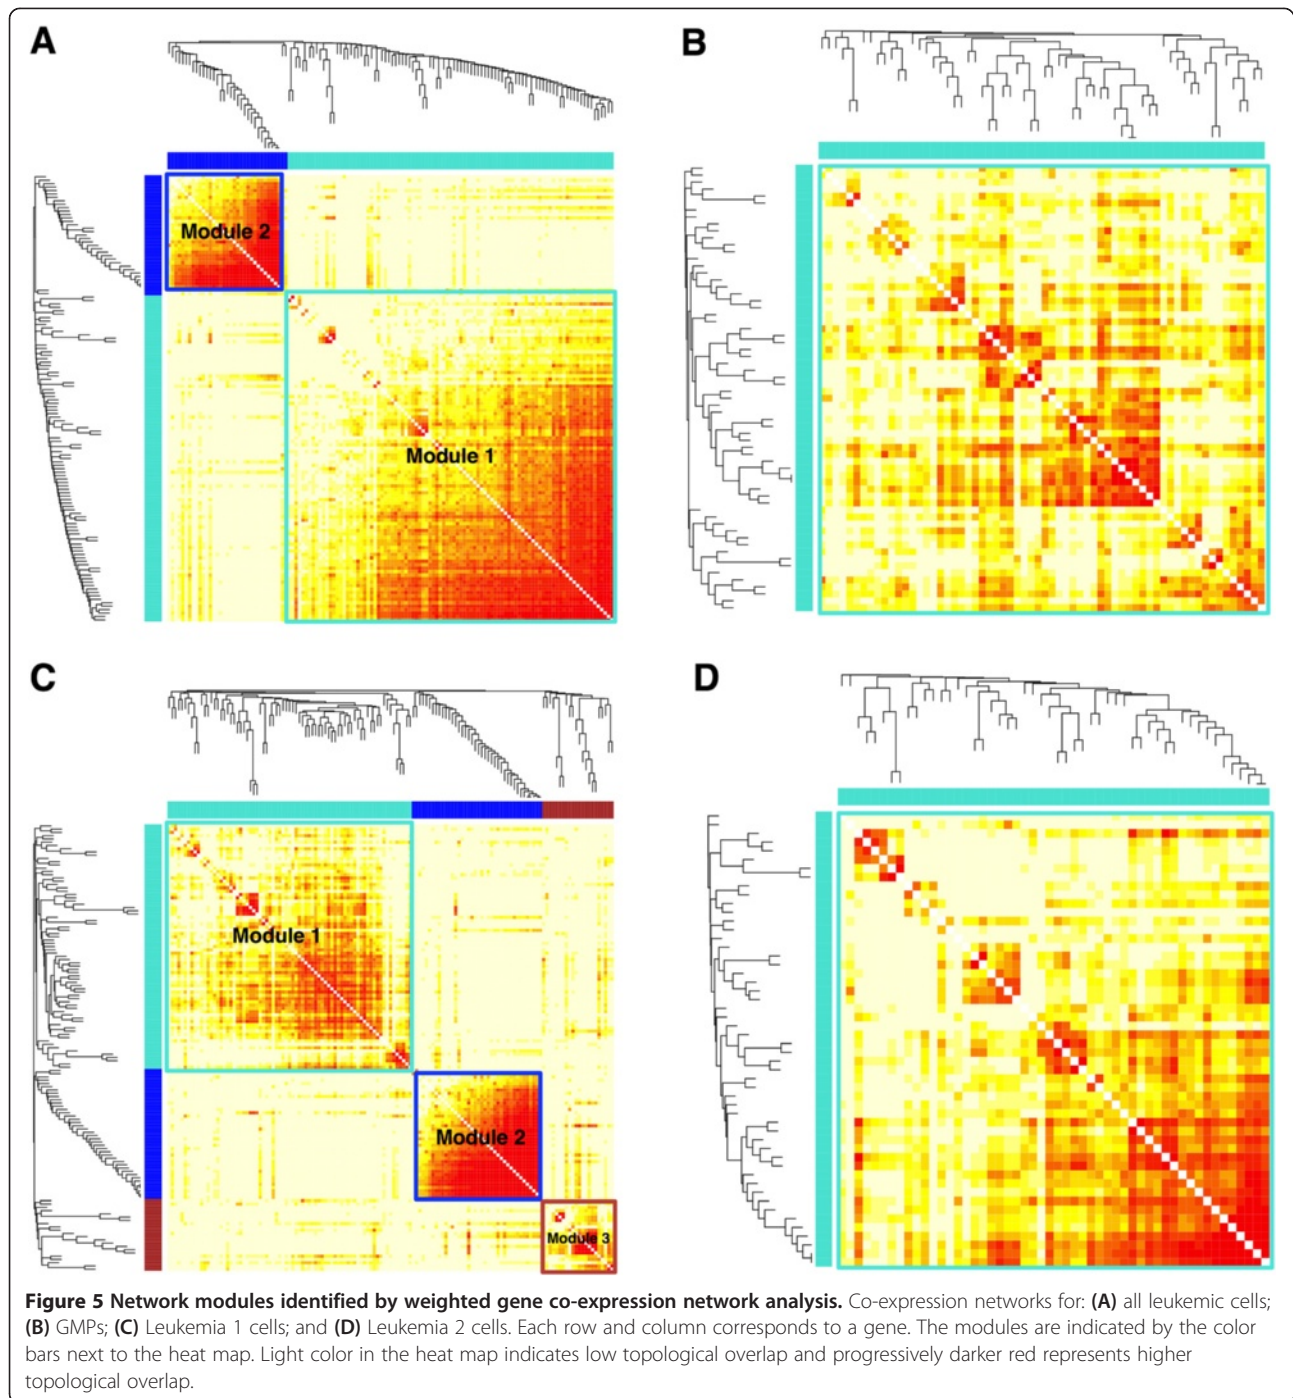 A
B
Module 2
Module 1
C
D
Module 1
Module 2
Module 3
Figure 5 Network modules identified by weighted gene co-expression network analysis. Co-expression networks for: (A) all leukemic cells;
(B) GMPs; (C) Leukemia 1 cells; and (D) Leukemia 2 cells. Each row and column corresponds to a gene. The modules are indicated by the color
bars next to the heat map. Light color in the heat map indicates low topological overlap and progressively darker red represents higher
topological overlap.